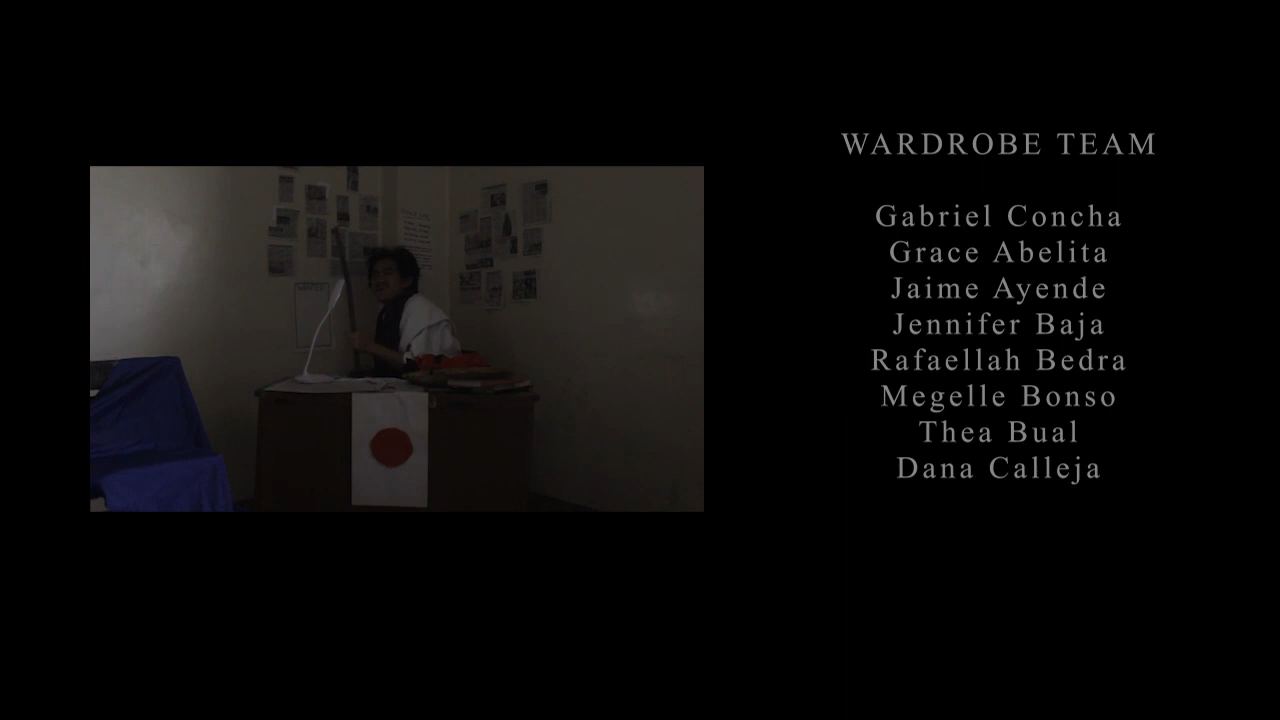 WARDROBE TEAM
Gabriel Concha
Grace Abelita
Jaime Ayende
Jennifer Baja
Rafaellah Bedra
Megelle Bonso
Thea Bual
Dana Calleja